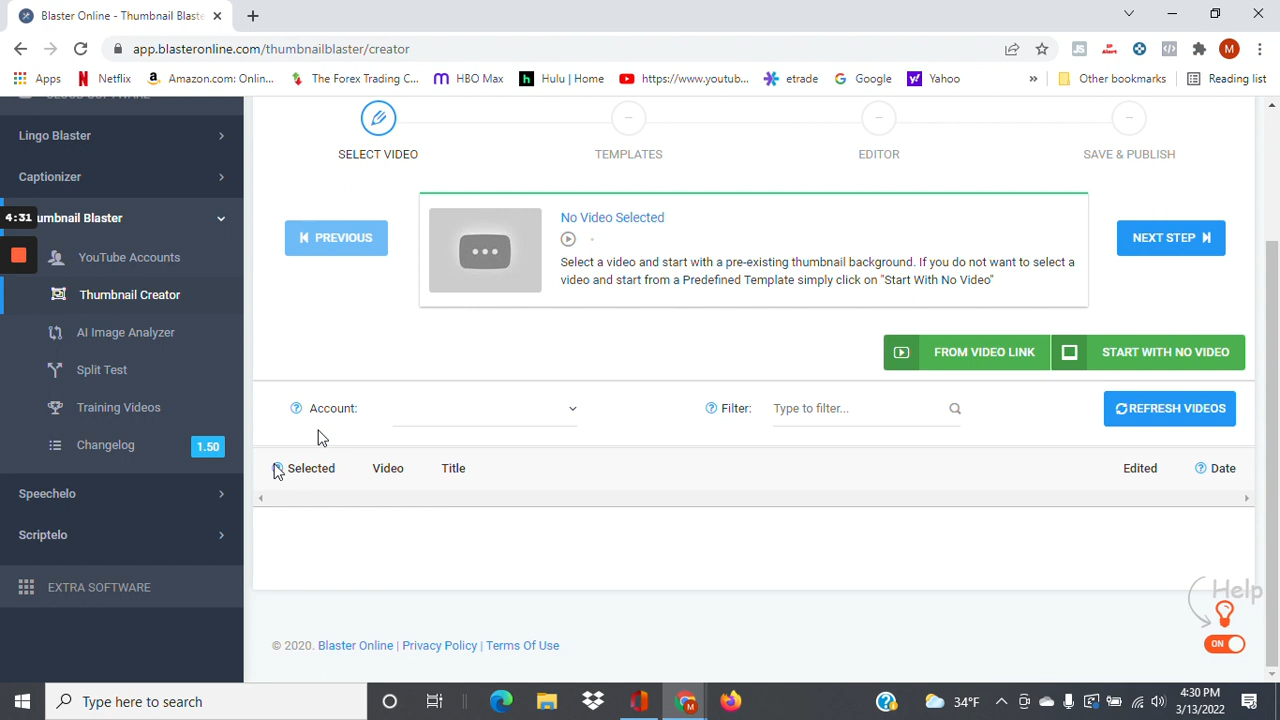 Blaster Online - Thumbnail Blaste
app.blasteronline.com/thumbnailblaster/creator
JS
Alert
M
Apps
Netflix
Amazon.com: Onlin...
The Forex Trading C...
HBO Max
Hulu | Home
https://www.youtub...
etrade
Google
Yahoo
»
Other bookmarks
Reading list
Lingo Blaster
Captionizer
4:31
umbnail Blaster
YouTube Accounts
Thumbnail Creator
AI Image Analyzer
Split Test
Training Videos
Changelog
1.50
Speechelo
Scriptelo
EXTRA SOFTWARE
SELECT VIDEO
TEMPLATES
EDITOR
SAVE & PUBLISH
PREVIOUS
No Video Selected
Select a video and start with a pre-existing thumbnail background. If you do not want to select a
video and start from a Predefined Template simply click on "Start With No Video"
NEXT STEP
FROM VIDEO LINK
START WITH NO VIDEO
Account:
Filter:
Type to filter...
REFRESH VIDEOS
Selected
Video
Title
Edited
Date
Help
ON
© 2020. Blaster Online | Privacy Policy | Terms Of Use
Type here to search
M
34°F
4:30 PM
3/13/2022